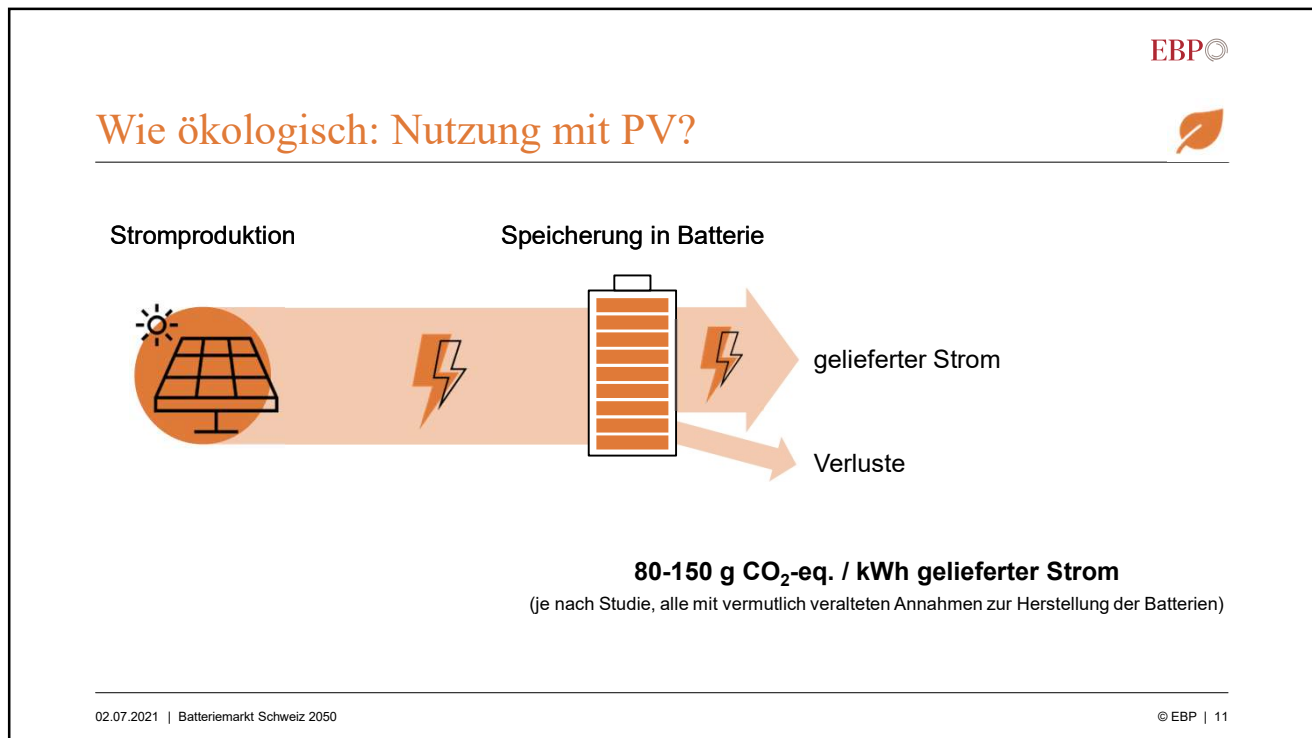 EBP
Wie ökologisch: Nutzung mit PV?
Stromproduktion
Speicherung in Batterie
gelieferter Strom
Verluste
80-150 g CO₂-eq. / kWh gelieferter Strom
(je nach Studie, alle mit vermutlich veralteten Annahmen zur Herstellung der Batterien)
02.07.2021 | Batteriemarkt Schweiz 2050
© EBP | 11